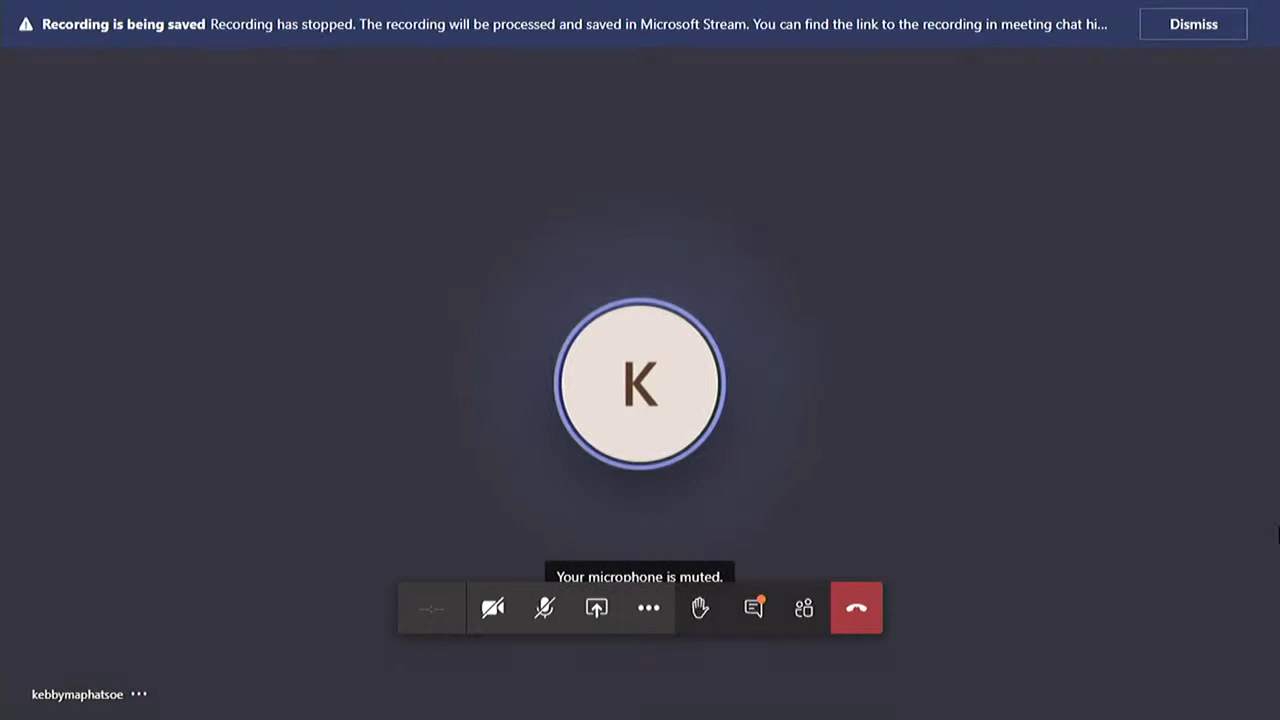 Recording is being saved Recording has stopped. The recording will be processed and saved in Microsoft Stream. You can find the link to the recording in meeting chat hi...
Dismiss
K
Your microphone is muted.
kebbymaphatsoe